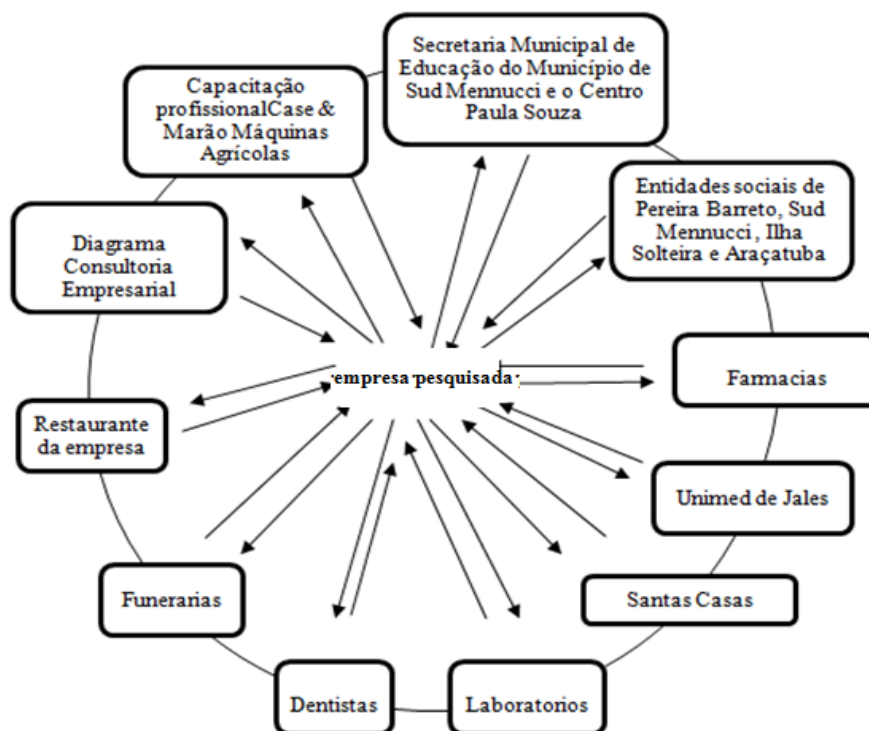 Secretaria Municipal de
Educação do Município de
Sud Mennucci e o Centro
Paula Souza
Capacitação
profissionalCase &
Marão Máquinas
Agrícolas
Entidades sociais de
Pereira Barreto, Sud
Mennucci, Ilha
Solteira e Araçatuba
Diagrama
Consultoria
Empresarial
empresa pesquisada
Farmacias
Restaurante
da empresa
Unimed de Jales
Funerarias
Santas Casas
Dentistas
Laboratorios